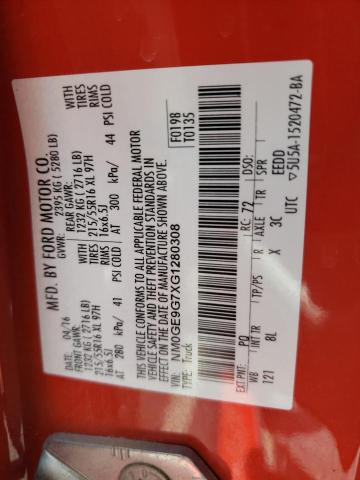 MFD. BY FORD MOTOR CO.
DATE: 04/16 GVWR: 2395 KG ( 5280 LB)
FRONT GAWR: REAR GAWR: WITH
1232 KG ( 2716 LB) 1232 KG ( 2716 LB) TIRES
215/55R16 XL 97H 215/55R16 XL 97H RIMS
16x6.5J 16x6.5J
AT 280 kPa/ 41 PSI COLD AT 300 kPa/ 44 PSI COLD
THIS VEHICLE CONFORMS TO ALL APPLICABLE FEDERAL MOTOR
VEHICLE SAFETY AND THEFT PREVENTION STANDARDS IN
EFFECT ON THE DATE OF MANUFACTURE SHOWN ABOVE.
VIN: NM0GE9G7XG1280308
TYPE: Truck
F0198
T0135
EXT PNT: PQ RC: 72 DSO:
WB INT TR TP/PS R AXLE TR SPR
121 8L X 3C EEDD
UTC ▽5U5A-1520472-BA